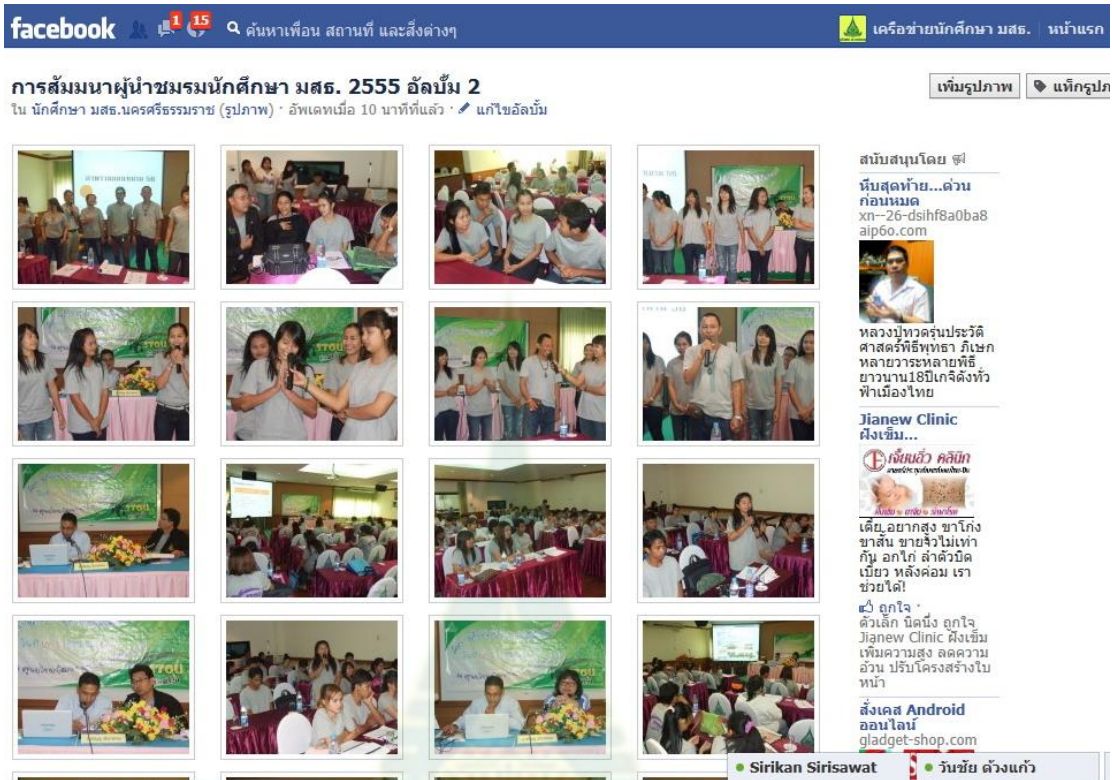 facebook 1 15 ค้นหาเพื่อน สถานที่ และสิ่งต่างๆ เครือข่ายนักศึกษา มสธ. หน้าแรก
การสัมมนาผู้นำชมรมนักศึกษา มสธ. 2555 อัลบั้ม 2
เพิ่มรูปภาพ แท็กรูปภ
ใน นักศึกษา มสธ.นครศรีธรรมราช (รูปภาพ) · อัพเดทเมื่อ 10 นาทีที่แล้ว · แก้ไขอัลบั้ม
สนับสนุนโดย
หีบสุดท้าย...ด่วน
ก่อนหมด
xn--26-dsihf8a0ba8
aip6o.com
หลวงปู่ทวดรุ่นประวัติ
ศาสตร์พิธีพุทธา ภิเษก
หลายวาระหลายพิธี
ยาวนาน18ปีเกจิดังทั่ว
ฟ้าเมืองไทย
Jianew Clinic
ฝังเข็ม...
เจี้ยนอิ๋ว คลินิก
เตี้ย อยากสูง ขาโก่ง
ขาสั้น ขายาวไม่เท่า
กัน อกไก่ ลำตัวบิด
เบี้ยว หลังค่อม เรา
ช่วยได้!
ถูกใจ ·
ตัวเล็ก นิดนึง ถูกใจ
Jianew Clinic ฝังเข็ม
เพิ่มความสูง ลดความ
อ้วน ปรับโครงสร้างใบ
หน้า
สั่งเคส Android
ออนไลน์
gladget-shop.com
Sirikan Sirisawat วันชัย ด้วงแก้ว